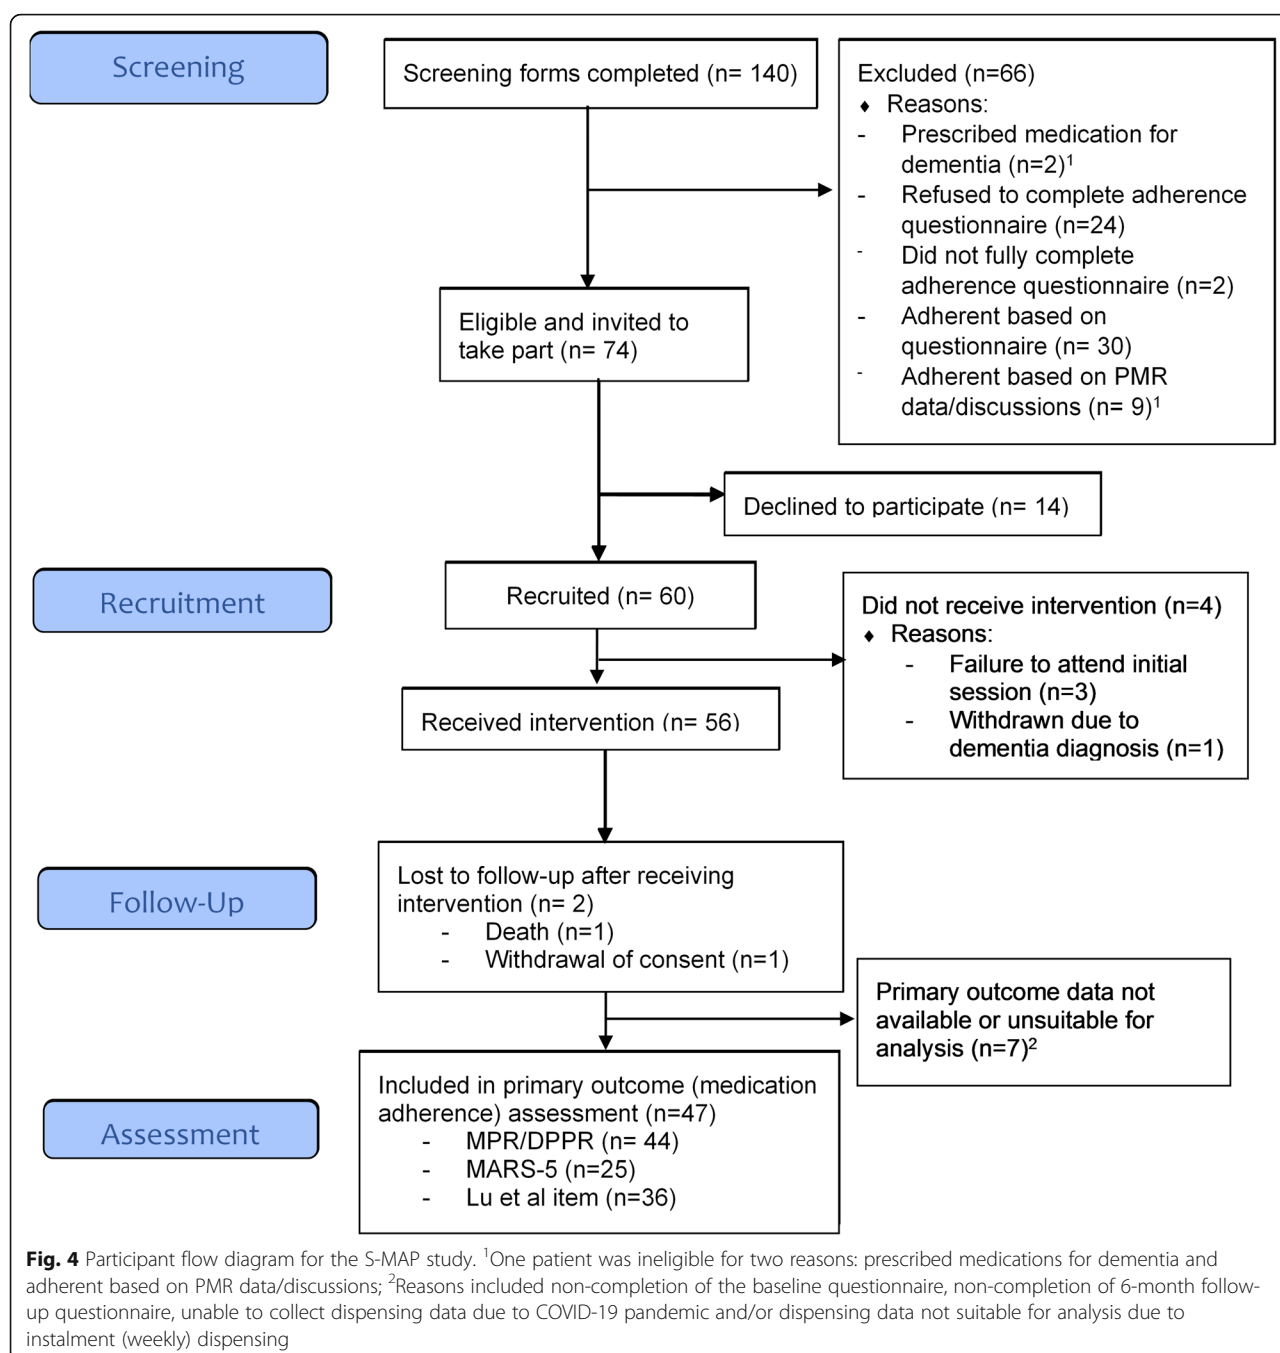 Screening
Screening forms completed (n= 140)
Excluded (n=66)
♦ Reasons:
- Prescribed medication for
dementia (n=2)¹
- Refused to complete adherence
questionnaire (n=24)
- Did not fully complete
adherence questionnaire (n=2)
- Adherent based on
questionnaire (n= 30)
- Adherent based on PMR
data/discussions (n= 9)¹
Eligible and invited to
take part (n= 74)
Declined to participate (n= 14)
Recruitment
Recruited (n= 60)
Did not receive intervention (n=4)
♦ Reasons:
- Failure to attend initial
session (n=3)
- Withdrawn due to
dementia diagnosis (n=1)
Received intervention (n= 56)
Follow-Up
Lost to follow-up after receiving
intervention (n= 2)
- Death (n=1)
- Withdrawal of consent (n=1)
Primary outcome data not
available or unsuitable for
analysis (n=7)²
Assessment
Included in primary outcome (medication
adherence) assessment (n=47)
- MPR/DPPR (n= 44)
- MARS-5 (n=25)
- Lu et al item (n=36)
Fig. 4 Participant flow diagram for the S-MAP study. ¹One patient was ineligible for two reasons: prescribed medications for dementia and
adherent based on PMR data/discussions; ²Reasons included non-completion of the baseline questionnaire, non-completion of 6-month follow-
up questionnaire, unable to collect dispensing data due to COVID-19 pandemic and/or dispensing data not suitable for analysis due to
instalment (weekly) dispensing